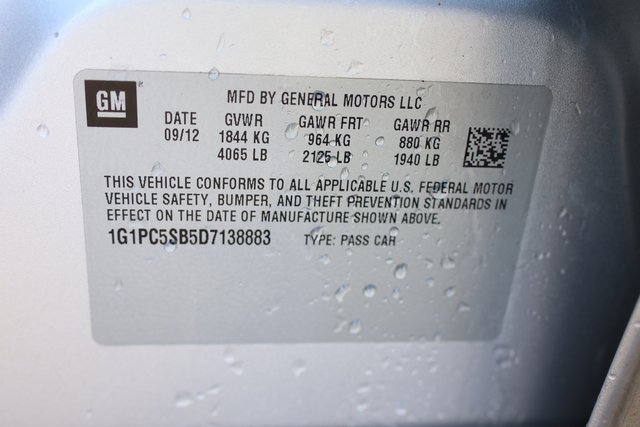 GM
MFD BY GENERAL MOTORS LLC
DATE GVWR GAWR FRT GAWR RR
09/12 1844 KG 964 KG 880 KG
4065 LB 2125 LB 1940 LB
THIS VEHICLE CONFORMS TO ALL APPLICABLE U.S. FEDERAL MOTOR
VEHICLE SAFETY, BUMPER, AND THEFT PREVENTION STANDARDS IN
EFFECT ON THE DATE OF MANUFACTURE SHOWN ABOVE.
1G1PC5SB5D7138883 TYPE: PASS CAR